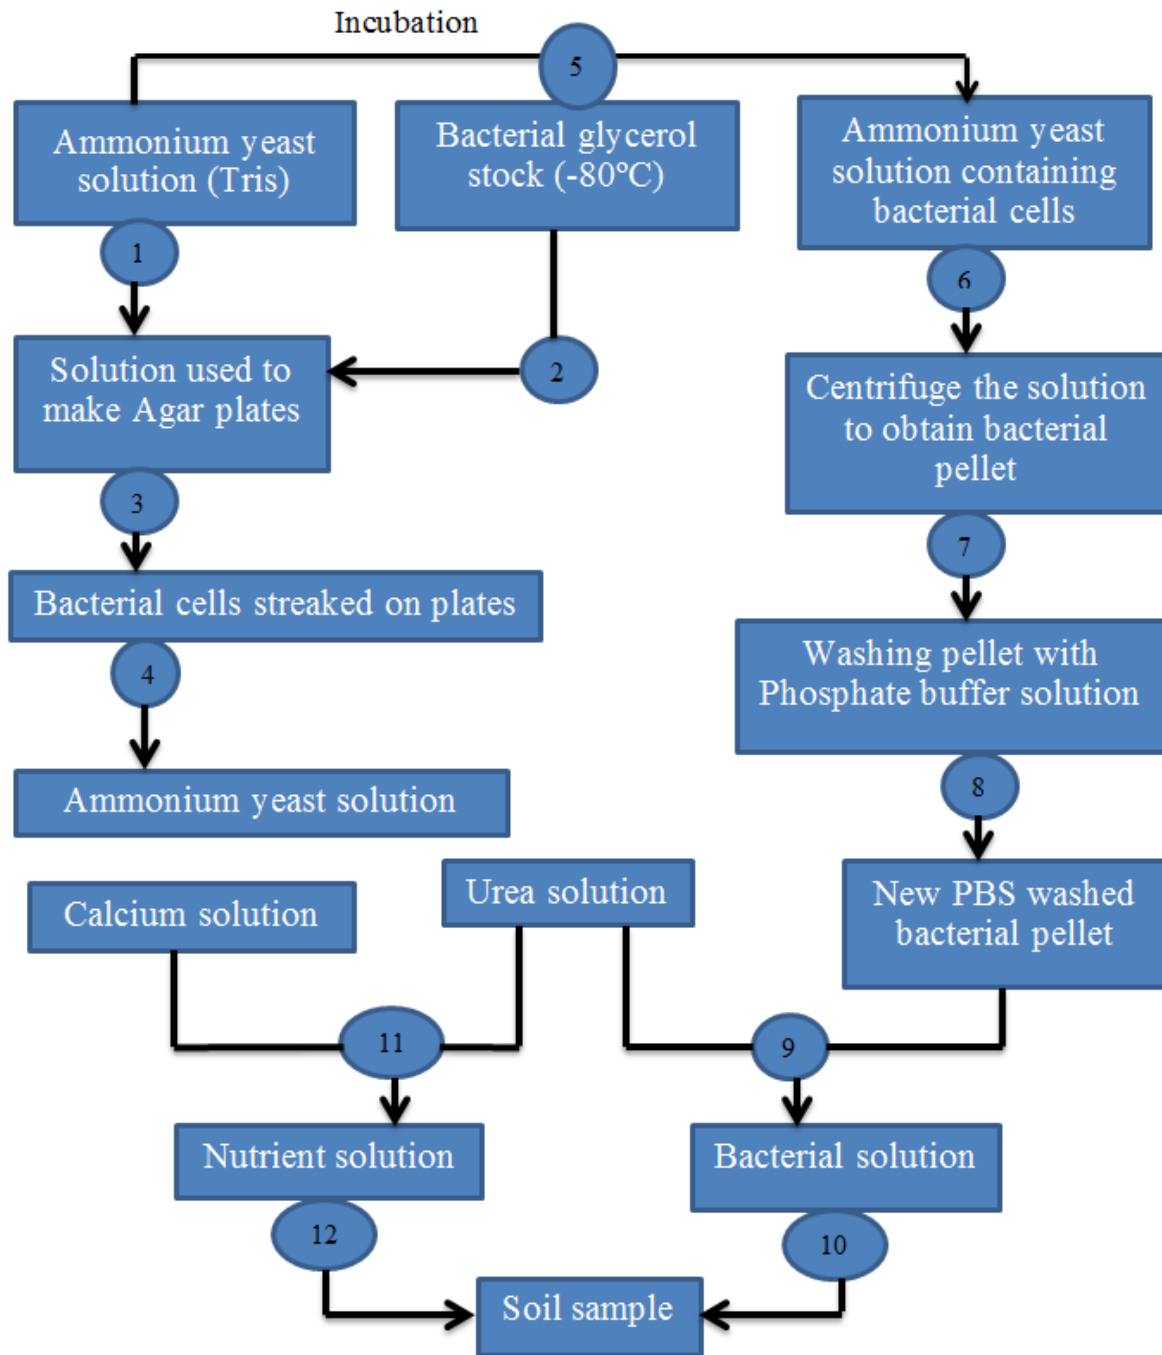 Incubation
5
Ammonium yeast
solution (Tris)
Bacterial glycerol
stock (-80ºC)
Ammonium yeast
solution containing
bacterial cells
1
6
Solution used to
make Agar plates
2
Centrifuge the solution
to obtain bacterial
pellet
3
7
Bacterial cells streaked on plates
4
Washing pellet with
Phosphate buffer solution
Ammonium yeast solution
8
Calcium solution
Urea solution
New PBS washed
bacterial pellet
11
9
Nutrient solution
Bacterial solution
12
10
Soil sample